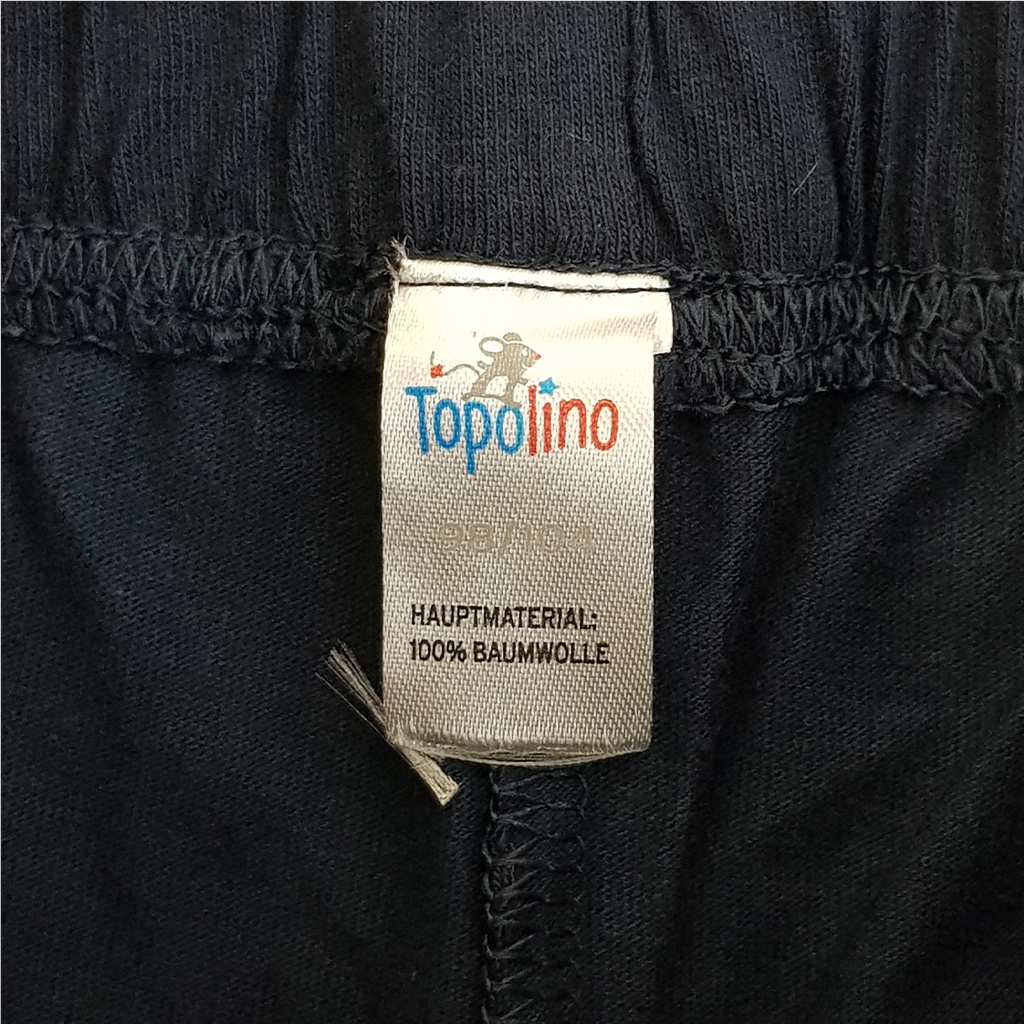 Topolino
98/104
HAUPTMATERIAL:
100% BAUMWOLLE